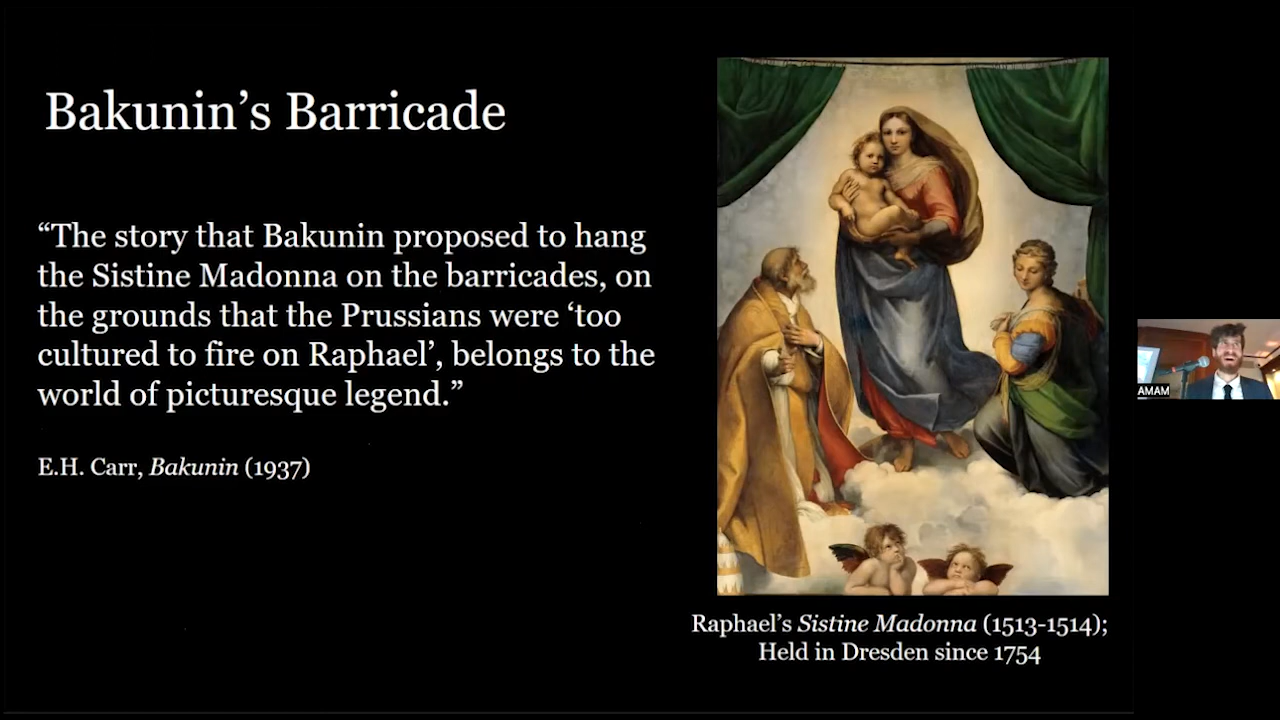 Bakunin’s Barricade
“The story that Bakunin proposed to hang
the Sistine Madonna on the barricades, on
the grounds that the Prussians were ‘too
cultured to fire on Raphael’, belongs to the
world of picturesque legend.”
E.H. Carr, Bakunin (1937)
Raphael’s Sistine Madonna (1513-1514);
Held in Dresden since 1754
AMAM